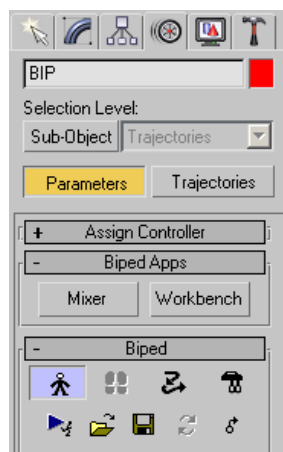 BIP
Selection Level:
Sub-Object Trajectories
Parameters Trajectories
+ Assign Controller
- Biped Apps
Mixer Workbench
- Biped